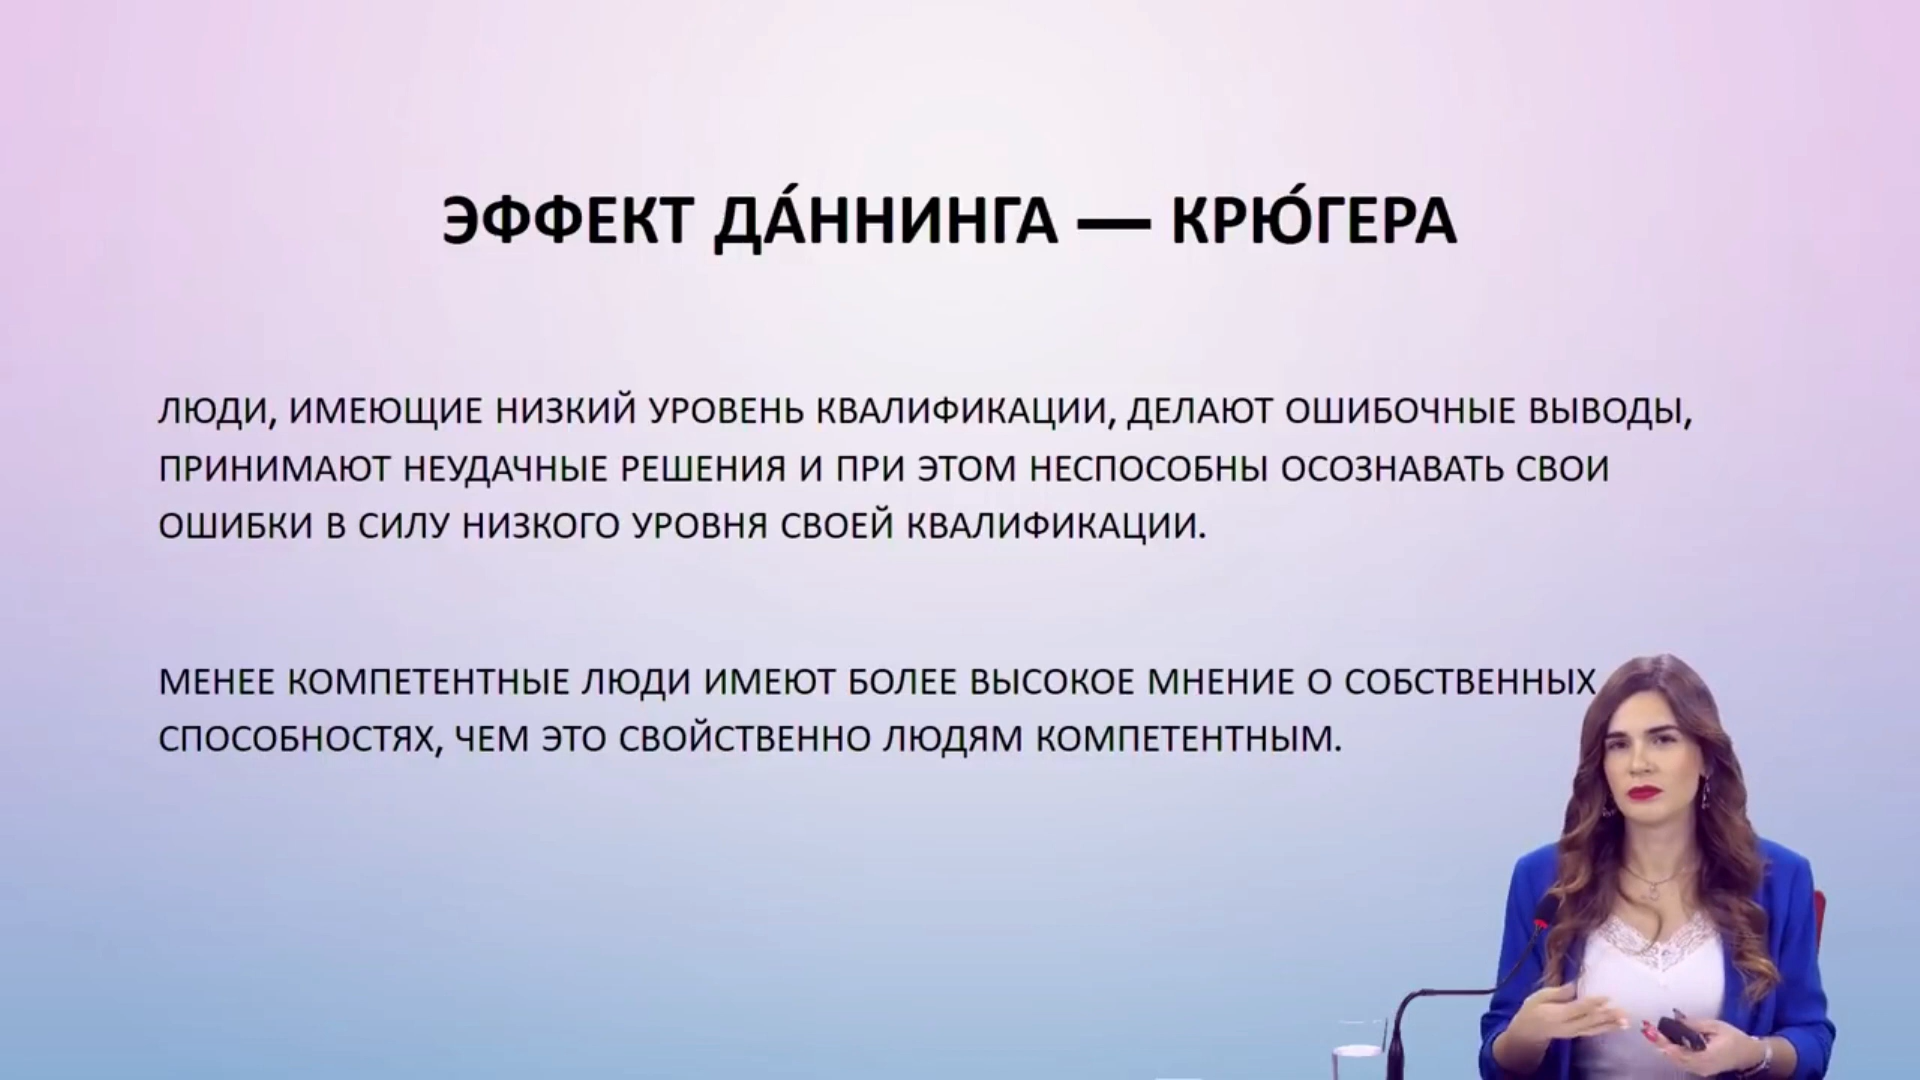 ЭФФЕКТ ДА́ННИНГА — КРЮ́ГЕРА
ЛЮДИ, ИМЕЮЩИЕ НИЗКИЙ УРОВЕНЬ КВАЛИФИКАЦИИ, ДЕЛАЮТ ОШИБОЧНЫЕ ВЫВОДЫ,
ПРИНИМАЮТ НЕУДАЧНЫЕ РЕШЕНИЯ И ПРИ ЭТОМ НЕСПОСОБНЫ ОСОЗНАВАТЬ СВОИ
ОШИБКИ В СИЛУ НИЗКОГО УРОВНЯ СВОЕЙ КВАЛИФИКАЦИИ.
МЕНЕЕ КОМПЕТЕНТНЫЕ ЛЮДИ ИМЕЮТ БОЛЕЕ ВЫСОКОЕ МНЕНИЕ О СОБСТВЕННЫХ
СПОСОБНОСТЯХ, ЧЕМ ЭТО СВОЙСТВЕННО ЛЮДЯМ КОМПЕТЕНТНЫМ.